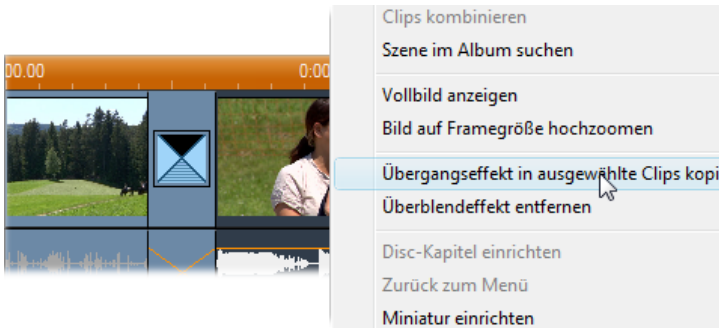 Clips kombinieren
Szene im Album suchen
00.00 0:00
Vollbild anzeigen
Bild auf Framegröße hochzoomen
Übergangseffekt in ausgewählte Clips kopi
Überblendeffekt entfernen
Disc-Kapitel einrichten
Zurück zum Menü
Miniatur einrichten